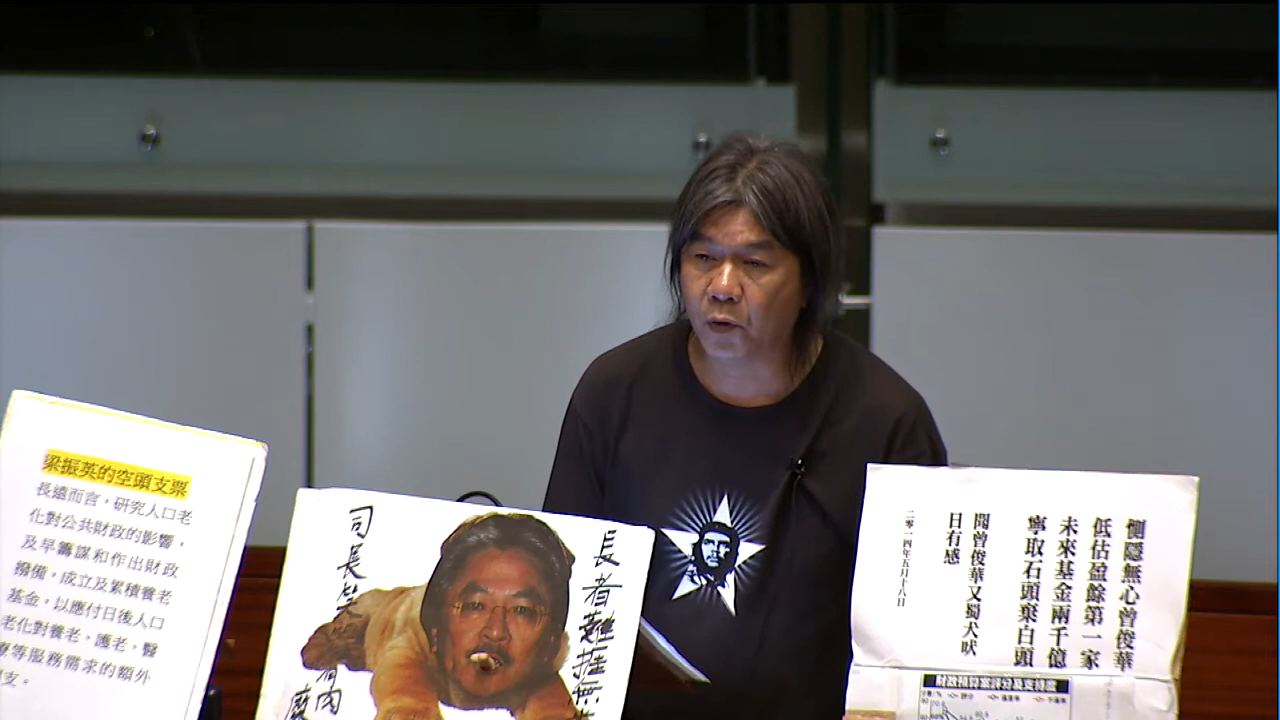 梁振英的空頭支票
長遠而言，研究人口老
化對公共財政的影響，
及早籌謀和作出財政
撥備，成立及累積養老
基金，以應付日後人口
老化對養老，護老，醫
療等服務需求的額外
支。
長者難捱無
司長笑
肉
惻隱無心曾俊華
低估盈餘第一家
未來基金兩千億
寧取石頭棄白頭
聞曾俊華又蜀犬吠
日有感
二零一四年五月十八日
財政預算案評分及支持度